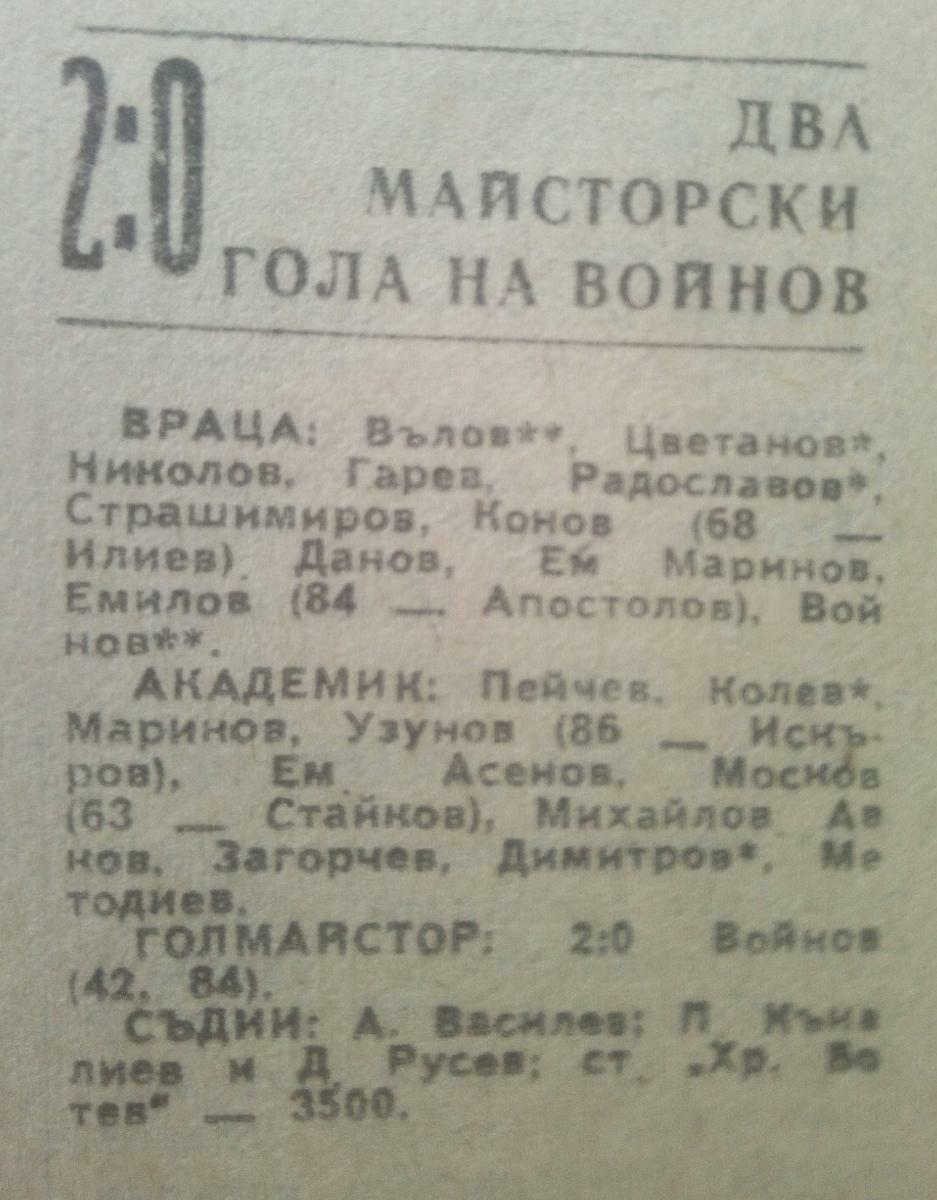 2:0
ДВА
МАЙСТОРСКИ
ГОЛА НА ВОЙНОВ
ВРАЦА: Вълов**, Цветанов*,
Николов, Гарев, Радославов*,
Страшимиров, Конов (68 —
Илиев), Данов, Ем Маринов,
Емилов (84 — Апостолов), Вой
нов**.
АКАДЕМИК: Пейчев, Колев*,
Маринов, Узунов (86 — Искъ-
ров), Ем. Асенов, Москов
(63 — Стайков), Михайлов Ав
ков, Загорчев, Димитров*, Ме
тодиев.
ГОЛМАЙСТОР: 2:0 Войнов
(42, 84).
СЪДИИ: А. Василев; П. Къна
лиев и Д. Русев; ст. „Хр. Бо
тев" — 3500.